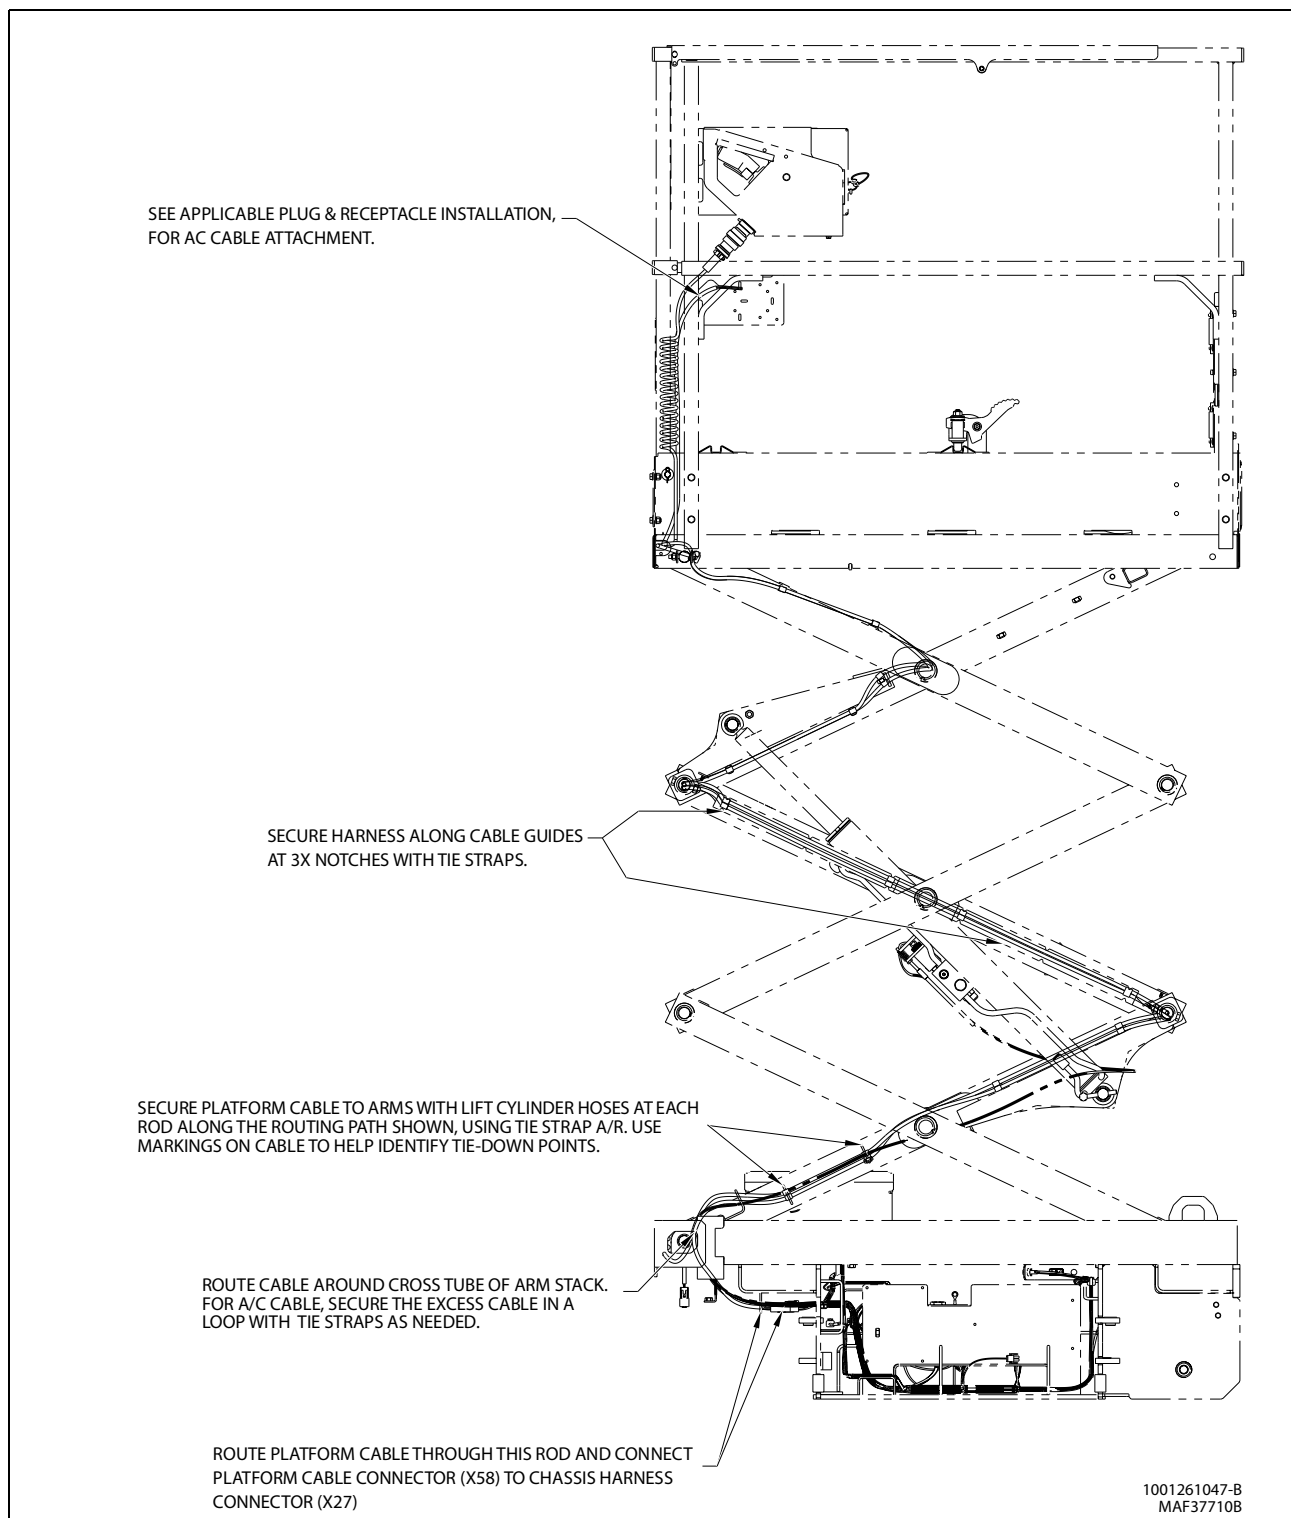 SEE APPLICABLE PLUG & RECEPTACLE INSTALLATION,
FOR AC CABLE ATTACHMENT.
SECURE HARNESS ALONG CABLE GUIDES
AT 3X NOTCHES WITH TIE STRAPS.
SECURE PLATFORM CABLE TO ARMS WITH LIFT CYLINDER HOSES AT EACH
ROD ALONG THE ROUTING PATH SHOWN, USING TIE STRAP A/R. USE
MARKINGS ON CABLE TO HELP IDENTIFY TIE-DOWN POINTS.
ROUTE CABLE AROUND CROSS TUBE OF ARM STACK.
FOR A/C CABLE, SECURE THE EXCESS CABLE IN A
LOOP WITH TIE STRAPS AS NEEDED.
ROUTE PLATFORM CABLE THROUGH THIS ROD AND CONNECT
PLATFORM CABLE CONNECTOR (X58) TO CHASSIS HARNESS
CONNECTOR (X27)
1001261047-B
MAF37710B